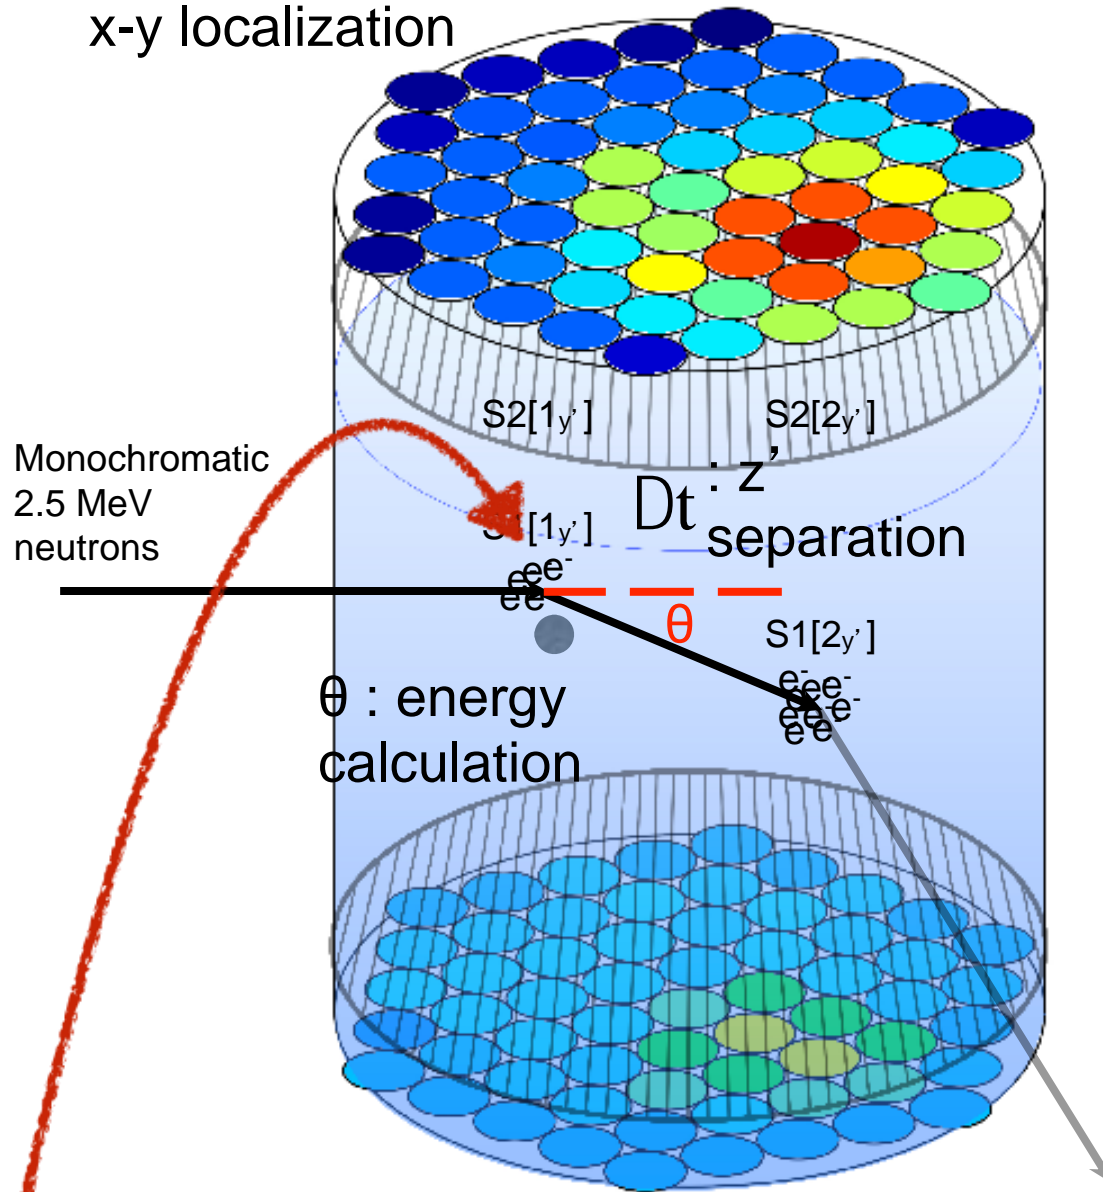 x-y localization
S2[1y']
S2[2y']
Monochromatic
2.5 MeV
neutrons
Dt : z'
separation
[1y']
e e e-
e e-
θ
S1[2y']
e- e e-
e e e-
e e-
θ : energy
calculation